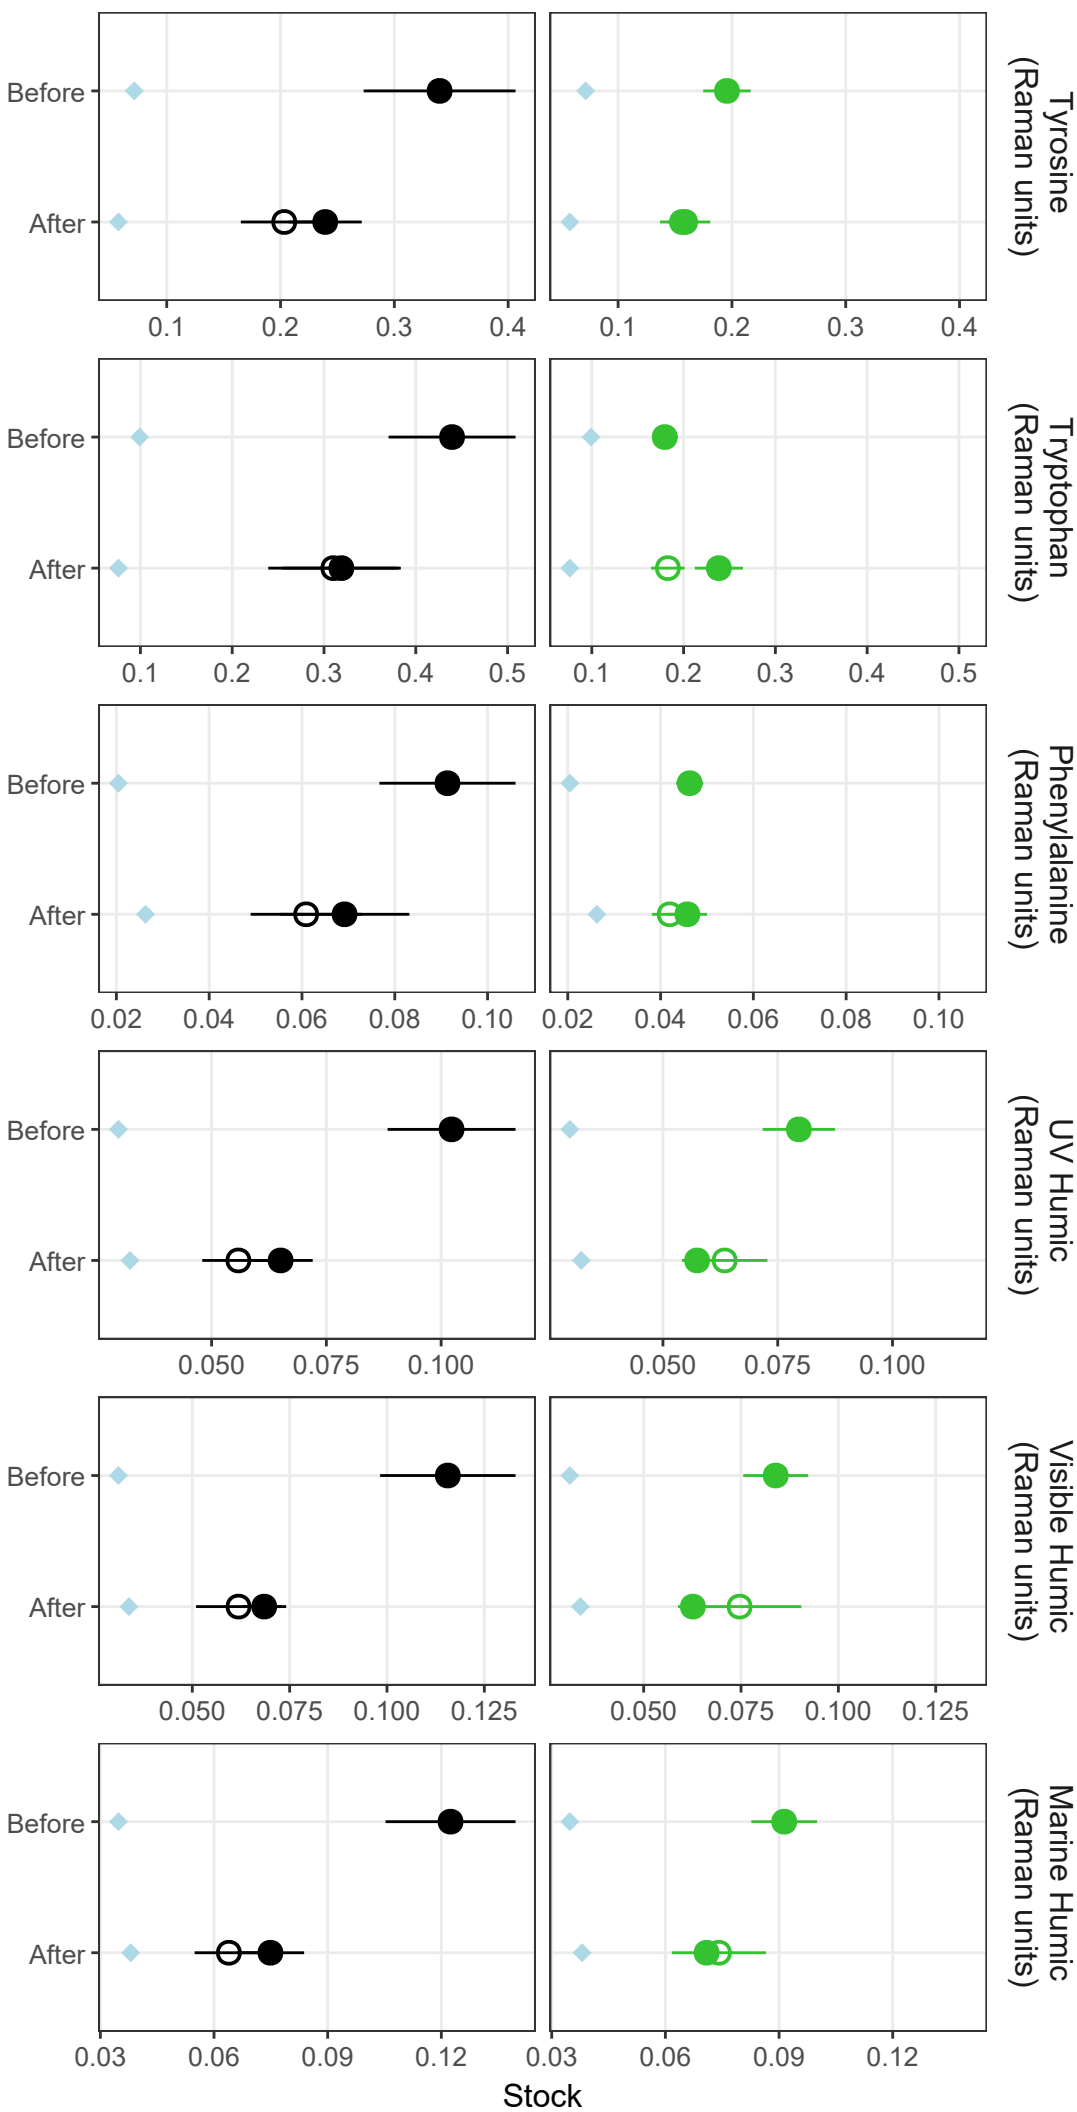 Before
After
0.1 0.2 0.3 0.4 0.1 0.2 0.3 0.4
Tyrosine
(Raman units)
Before
After
0.1 0.2 0.3 0.4 0.5 0.1 0.2 0.3 0.4 0.5
Tryptophan
(Raman units)
Before
After
0.02 0.04 0.06 0.08 0.10 0.02 0.04 0.06 0.08 0.10
Phenylalanine
(Raman units)
Before
After
0.050 0.075 0.100 0.050 0.075 0.100
UV Humic
(Raman units)
Before
After
0.050 0.075 0.100 0.125 0.050 0.075 0.100 0.125
Visible Humic
(Raman units)
Before
After
0.03 0.06 0.09 0.12 0.03 0.06 0.09 0.12
Marine Humic
(Raman units)
Stock